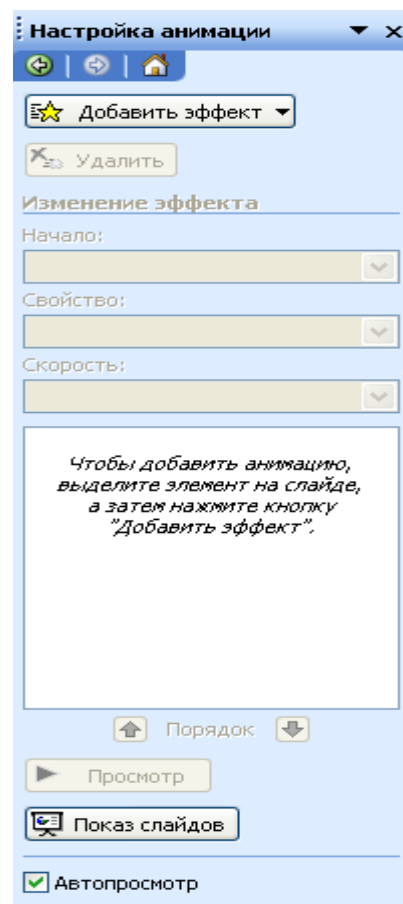 Настройка анимации
Добавить эффект
Удалить
Изменение эффекта
Начало:
Свойство:
Скорость:
Чтобы добавить анимацию,
выделите элемент на слайде,
а затем нажмите кнопку
"Добавить эффект".
Порядок
Просмотр
Показ слайдов
Автопросмотр